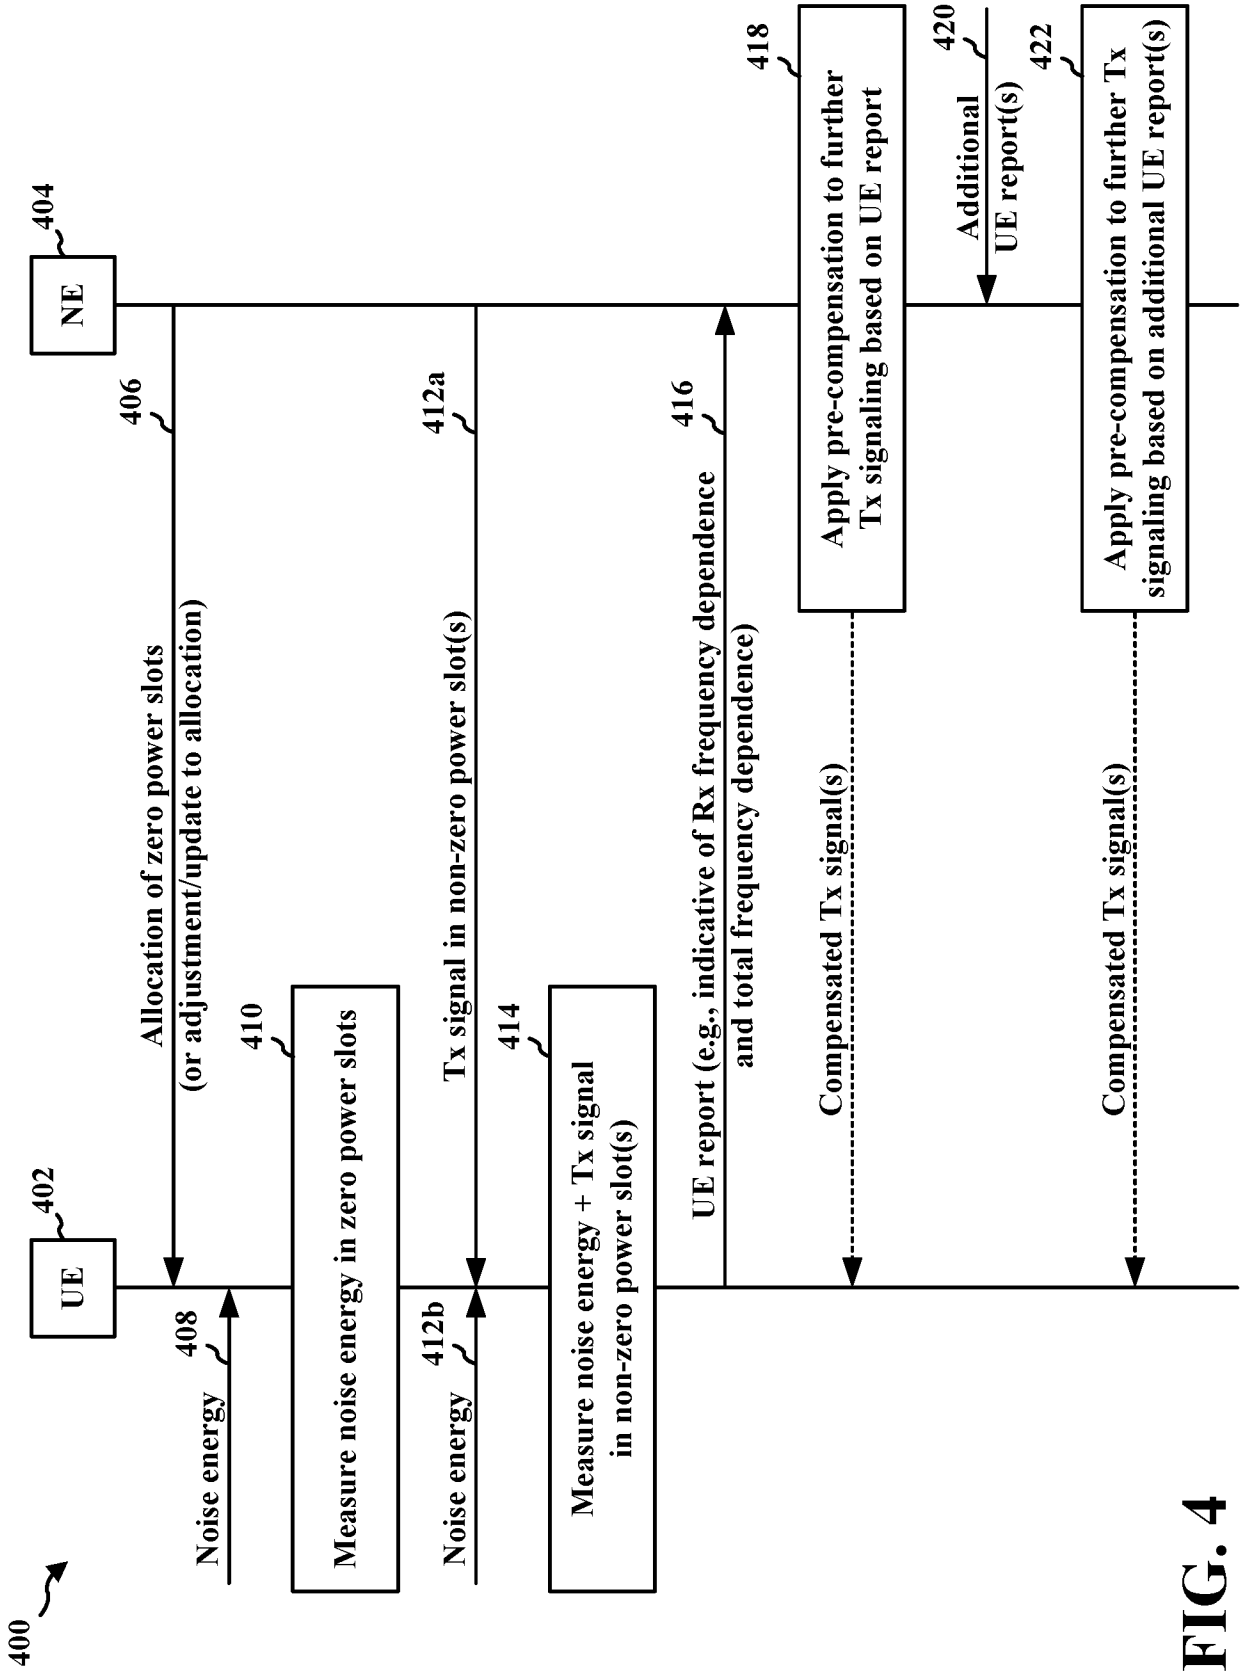 400
UE
402
NE
404
Allocation of zero power slots
(or adjustment/update to allocation)
406
Noise energy
408
410
Measure noise energy in zero power slots
Tx signal in non-zero power slot(s)
412a
Noise energy
412b
414
Measure noise energy + Tx signal
in non-zero power slot(s)
UE report (e.g., indicative of Rx frequency dependence
and total frequency dependence)
416
418
Apply pre-compensation to further
Tx signaling based on UE report
Compensated Tx signal(s)
Additional
UE report(s)
420
422
Apply pre-compensation to further Tx
signaling based on additional UE report(s)
Compensated Tx signal(s)
FIG. 4